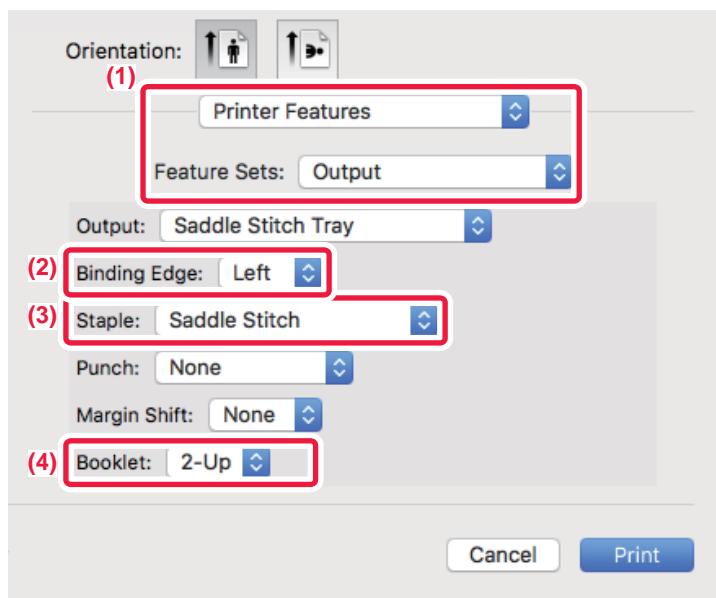 Orientation:
(1)
Printer Features
Feature Sets: Output
Output: Saddle Stitch Tray
(2) Binding Edge: Left
(3) Staple: Saddle Stitch
Punch: None
Margin Shift: None
(4) Booklet: 2-Up
Cancel Print